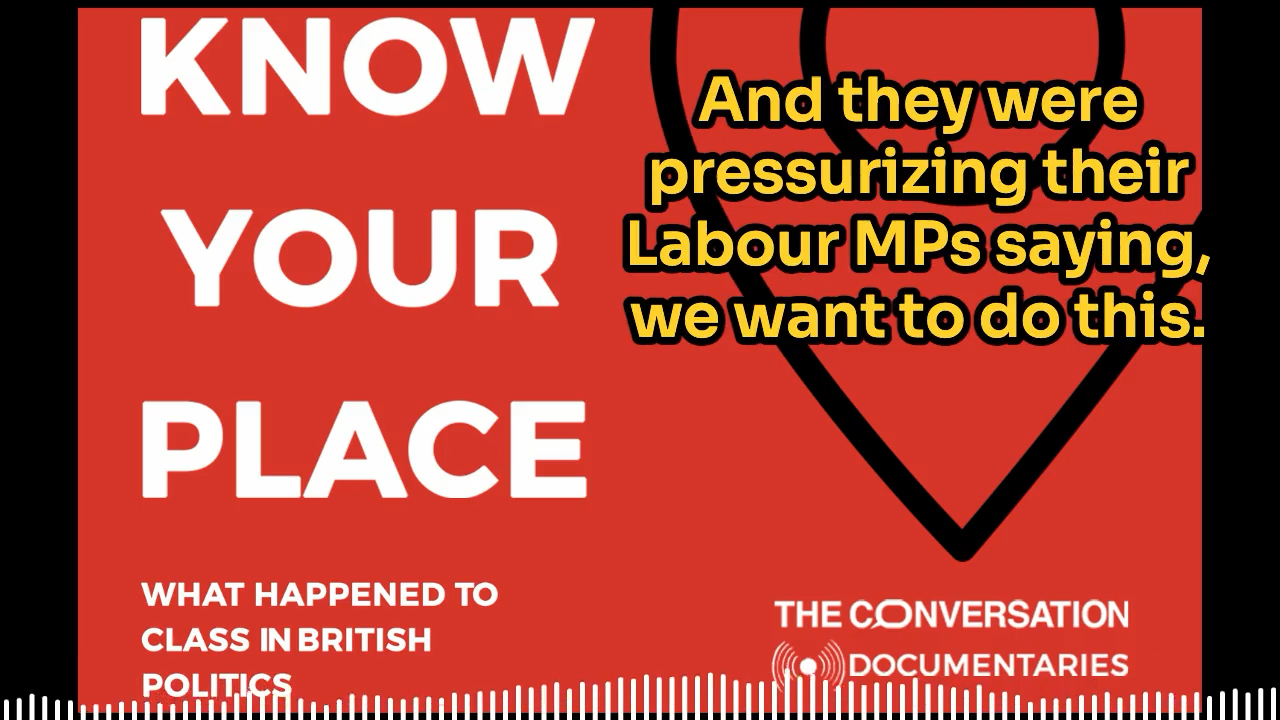 KNOW
YOUR
PLACE
And they were
pressurizing their
Labour MPs saying,
we want to do this.
WHAT HAPPENED TO
CLASS IN BRITISH
POLITICS
THE CONVERSATION
DOCUMENTARIES